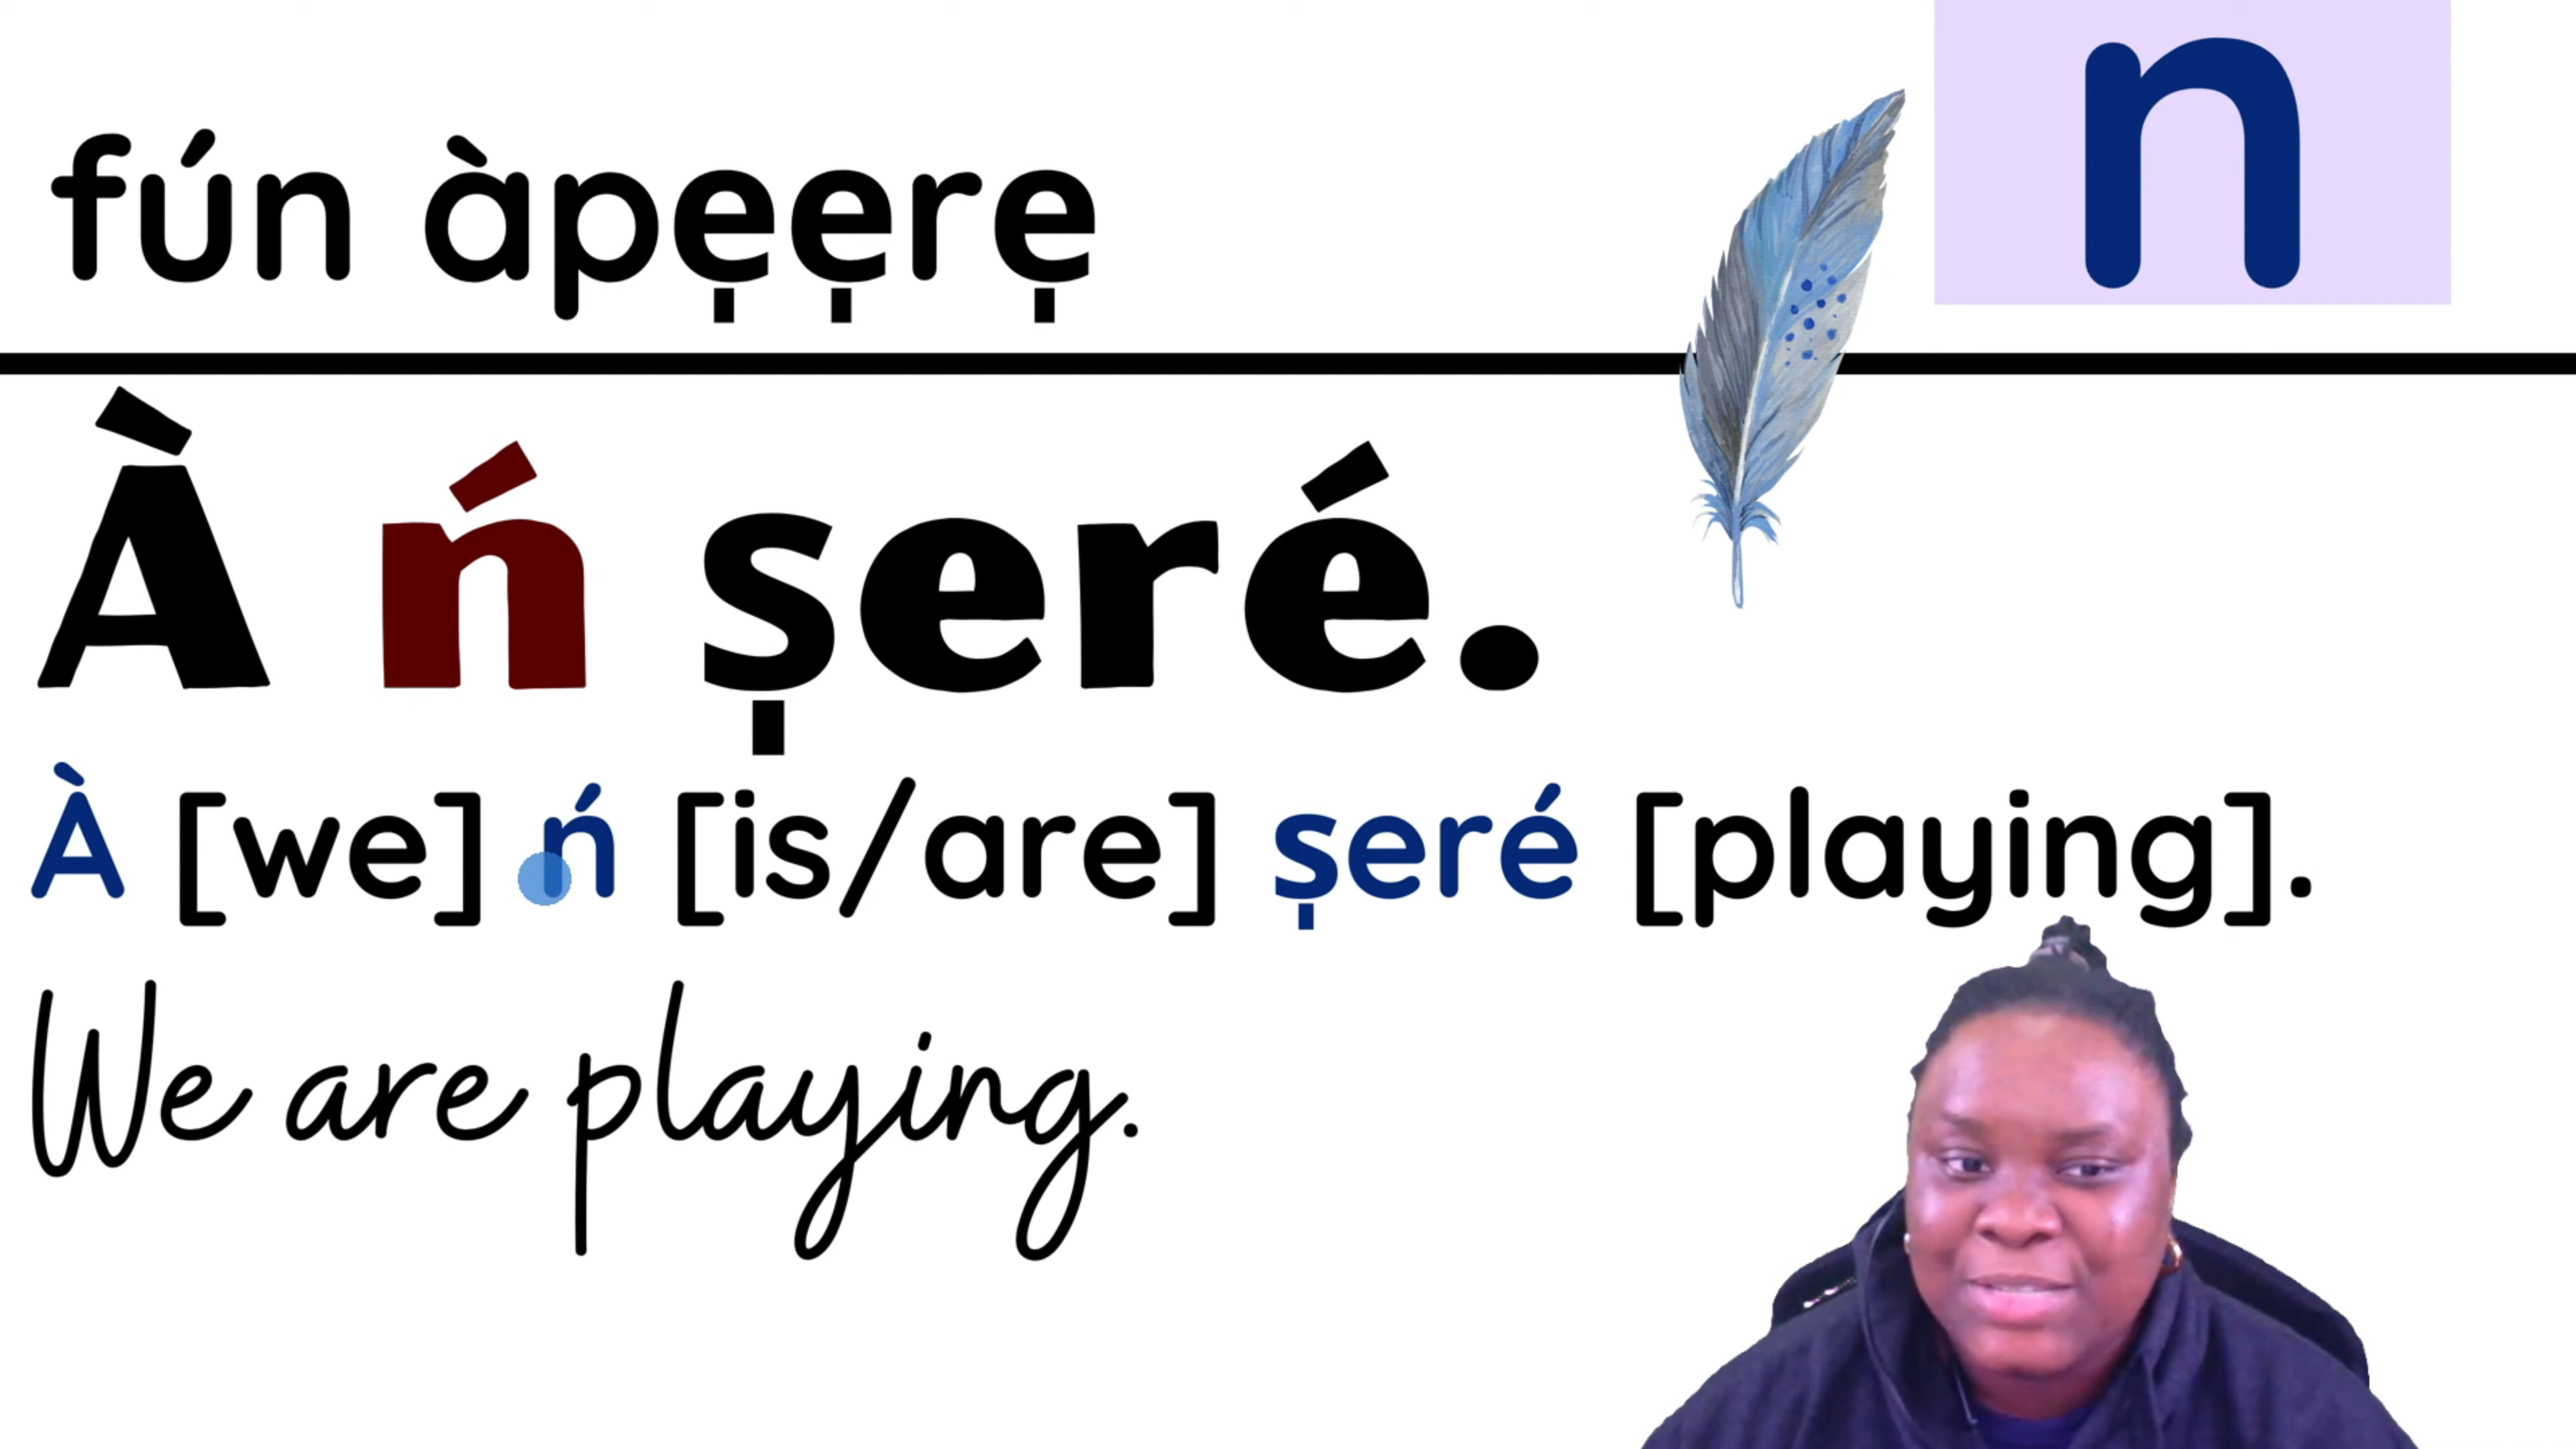 fún àpẹẹrẹ
n
À ń ṣeré.
À [we] ń [is/are] ṣeré [playing].
We are playing.